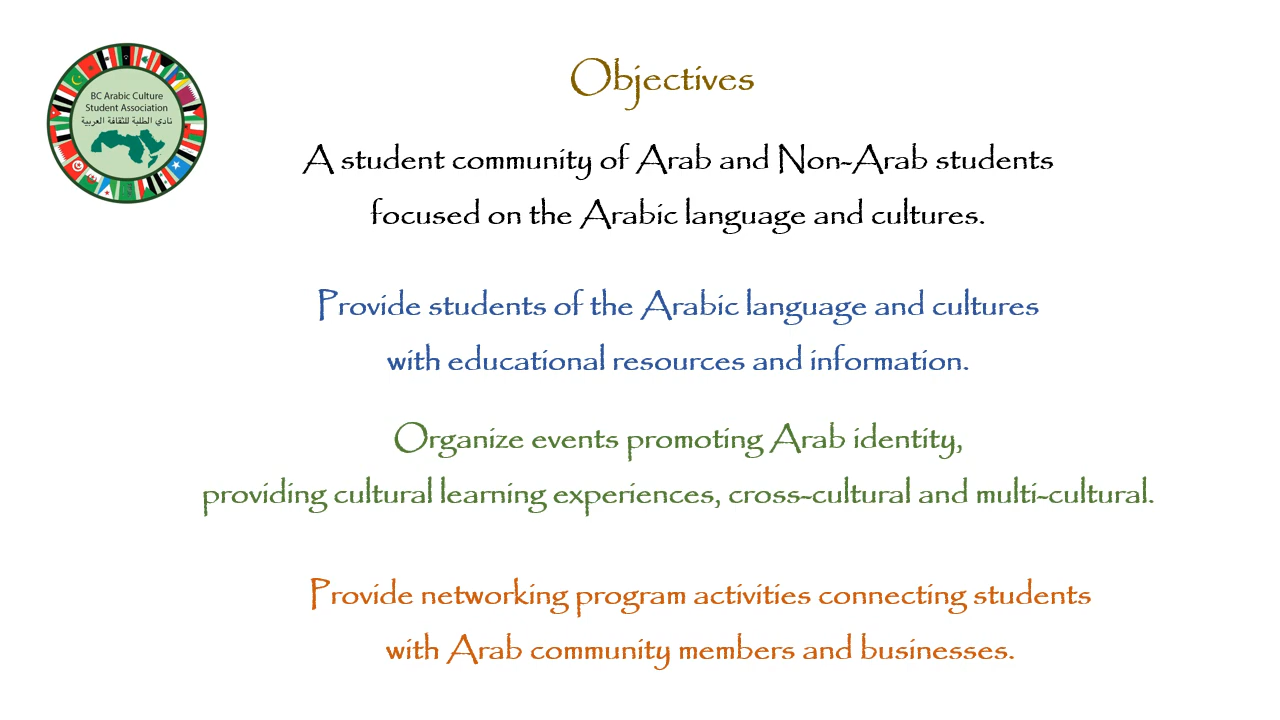 BC Arabic Culture
Student Association
نادي الطلبة للثقافة العربية
Objectives
A student community of Arab and Non-Arab students
focused on the Arabic language and cultures.
Provide students of the Arabic language and cultures
with educational resources and information.
Organize events promoting Arab identity,
providing cultural learning experiences, cross-cultural and multi-cultural.
Provide networking program activities connecting students
with Arab community members and businesses.